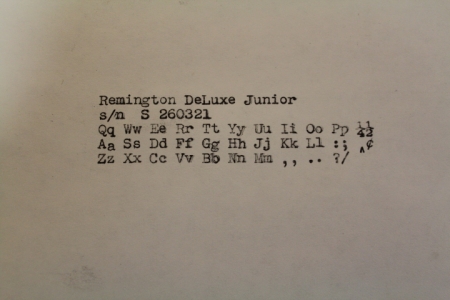 Remington DeLuxe Junior
s/n S 260321
Qq Ww Ee Rr Tt Yy Uu Ii Oo Pp ½¼
Aa Ss Dd Ff Gg Hh Jj Kk Ll :; ^¢
Zz Xx Cc Vv Bb Nn Mm ,, .. ?/